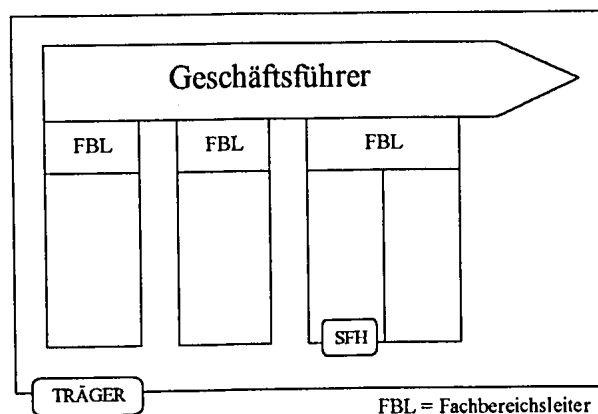 Geschäftsführer
FBL FBL FBL
SFH
TRÄGER
FBL = Fachbereichsleiter